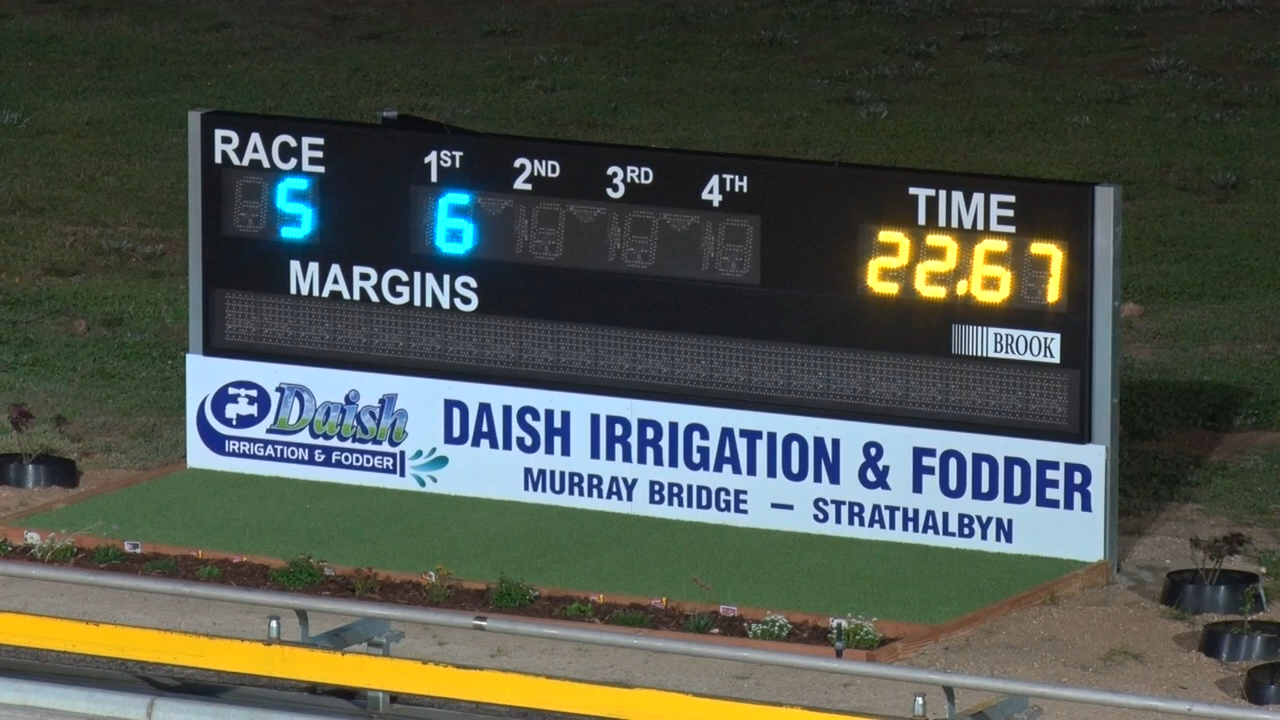 RACE 1ST 2ND 3RD 4TH TIME
5 6 22.67
MARGINS
BROOK
Daish
IRRIGATION & FODDER
DAISH IRRIGATION & FODDER
MURRAY BRIDGE — STRATHALBYN